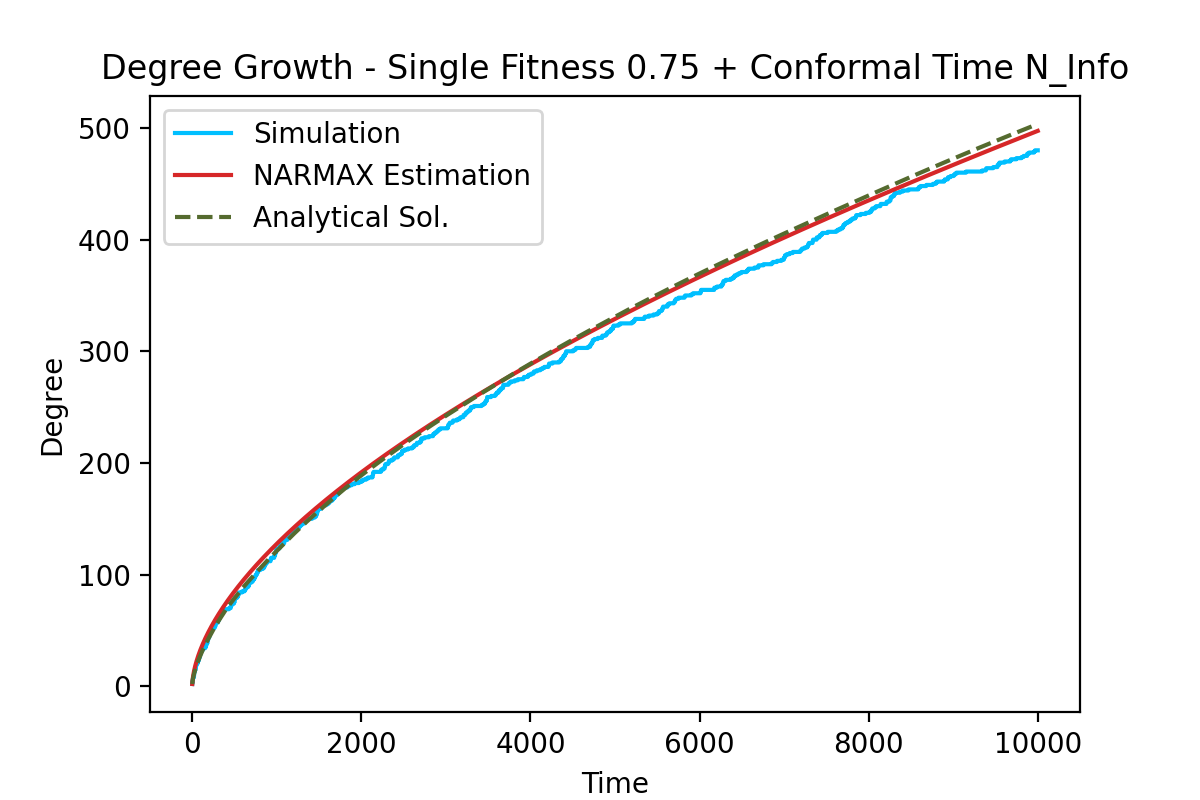 Degree Growth - Single Fitness 0.75 + Conformal Time N_Info
Simulation
NARMAX Estimation
Analytical Sol.
500
400
300
200
100
0
Degree
0 2000 4000 6000 8000 10000
Time